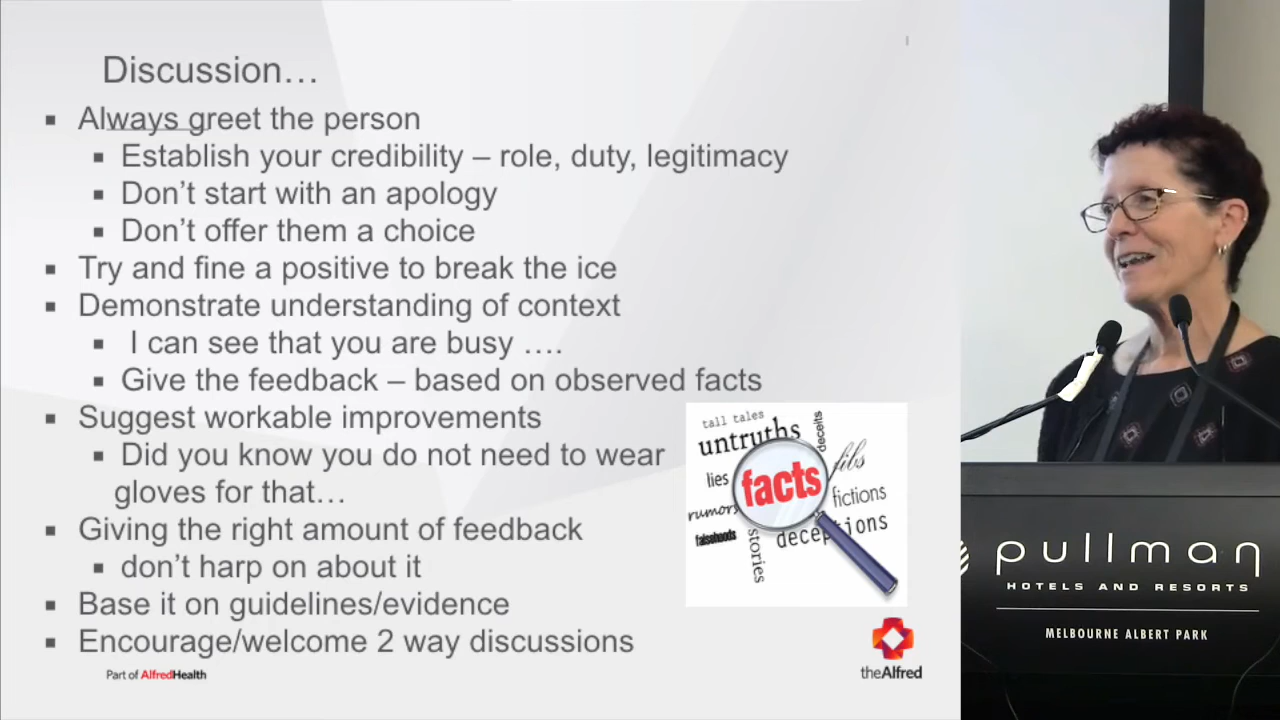 Discussion…
▪ Always greet the person
▪ Establish your credibility – role, duty, legitimacy
▪ Don’t start with an apology
▪ Don’t offer them a choice
▪ Try and fine a positive to break the ice
▪ Demonstrate understanding of context
▪ I can see that you are busy ….
▪ Give the feedback – based on observed facts
▪ Suggest workable improvements
▪ Did you know you do not need to wear
gloves for that…
▪ Giving the right amount of feedback
▪ don’t harp on about it
▪ Base it on guidelines/evidence
▪ Encourage/welcome 2 way discussions
tall tales
untruths
deceits
lies
facts
fibs
rumors
fictions
falsehoods
stories
deceptions
Part of AlfredHealth
theAlfred
pullman
HOTELS AND RESORTS
MELBOURNE ALBERT PARK